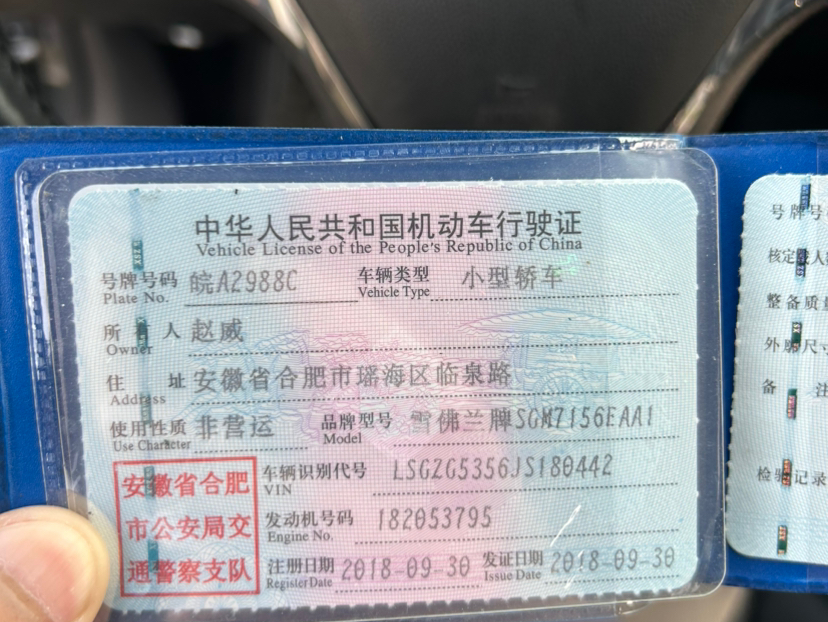 中华人民共和国机动车行驶证
Vehicle License of the People's Republic of China
号牌号码 皖A2988C 车辆类型 小型轿车
Plate No. Vehicle Type
所有人 赵威
Owner
住址 安徽省合肥市瑶海区临泉路
Address
使用性质 非营运 品牌型号 雪佛兰牌SGM7156EAA1
Use Character Model
安徽省合肥
市公安局交
通警察支队
车辆识别代号 LSGZG5356JS180442
VIN
发动机号码 182053795
Engine No.
注册日期 2018-09-30 发证日期 2018-09-30
Register Date Issue Date
号牌号
核定
整备质
外
备 注
检验记录